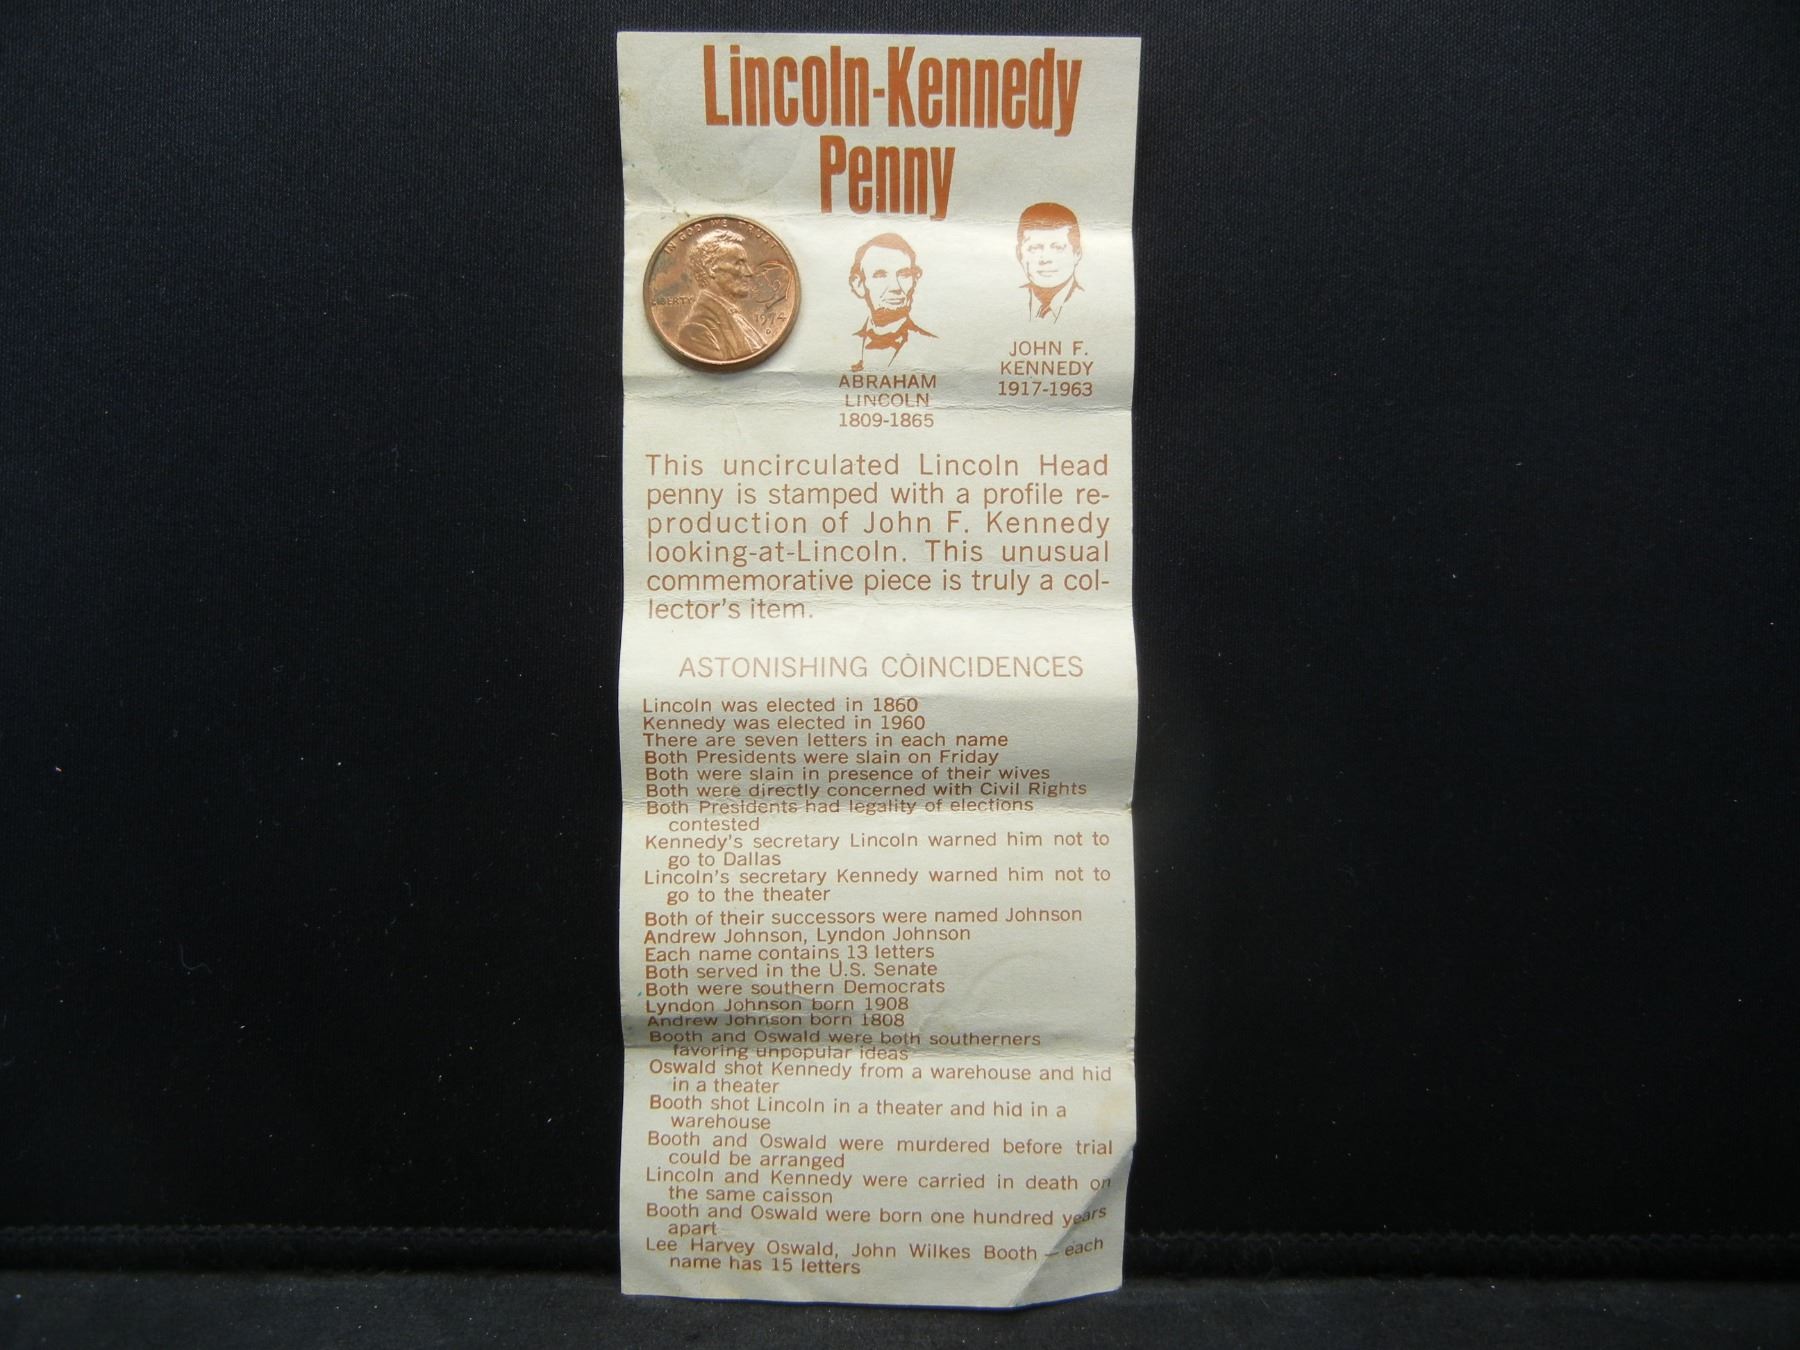 Lincoln-Kennedy
Penny
IN GOD WE TRUST
LIBERTY
1974
D
ABRAHAM
LINCOLN
1809-1865
JOHN F.
KENNEDY
1917-1963
This uncirculated Lincoln Head
penny is stamped with a profile re-
production of John F. Kennedy
looking-at-Lincoln. This unusual
commemorative piece is truly a col-
lector's item.
ASTONISHING COINCIDENCES
Lincoln was elected in 1860
Kennedy was elected in 1960
There are seven letters in each name
Both Presidents were slain on Friday
Both were slain in presence of their wives
Both were directly concerned with Civil Rights
Both Presidents had legality of elections
contested
Kennedy's secretary Lincoln warned him not to
go to Dallas
Lincoln's secretary Kennedy warned him not to
go to the theater
Both of their successors were named Johnson
Andrew Johnson, Lyndon Johnson
Each name contains 13 letters
Both served in the U.S. Senate
Both were southern Democrats
Lyndon Johnson born 1908
Andrew Johnson born 1808
Booth and Oswald were both southerners
favoring unpopular ideas
Oswald shot Kennedy from a warehouse and hid
in a theater
Booth shot Lincoln in a theater and hid in a
warehouse
Booth and Oswald were murdered before trial
could be arranged
Lincoln and Kennedy were carried in death on
the same caisson
Booth and Oswald were born one hundred years
apart
Lee Harvey Oswald, John Wilkes Booth — each
name has 15 letters